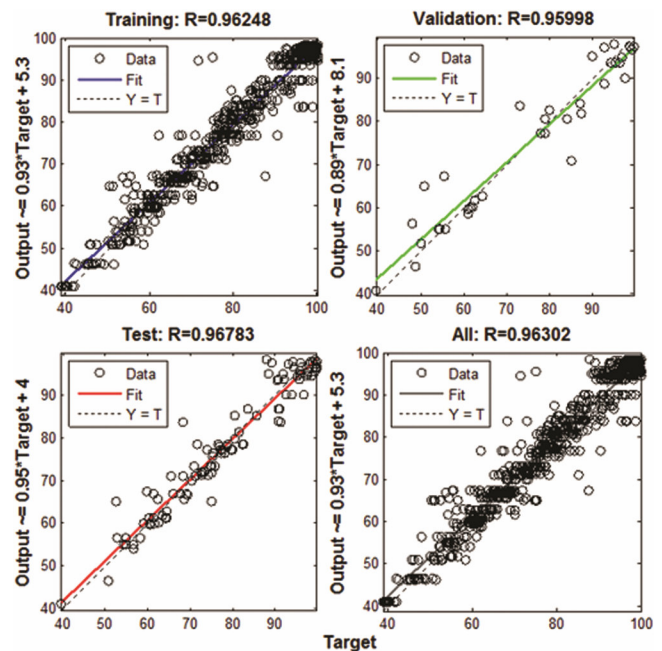 Training: R=0.96248
Output ~= 0.93*Target + 5.3
100
90
80
70
60
50
40
Data
Fit
Y = T
40 60 80 100
Validation: R=0.95998
Output ~= 0.89*Target + 8.1
90
80
70
60
50
40
Data
Fit
Y = T
40 50 60 70 80 90
Test: R=0.96783
Output ~= 0.95*Target + 4
90
80
70
60
50
40
Data
Fit
Y = T
40 50 60 70 80 90
All: R=0.96302
Output ~= 0.93*Target + 5.3
100
90
80
70
60
50
40
Data
Fit
Y = T
40 60 80 100
Target